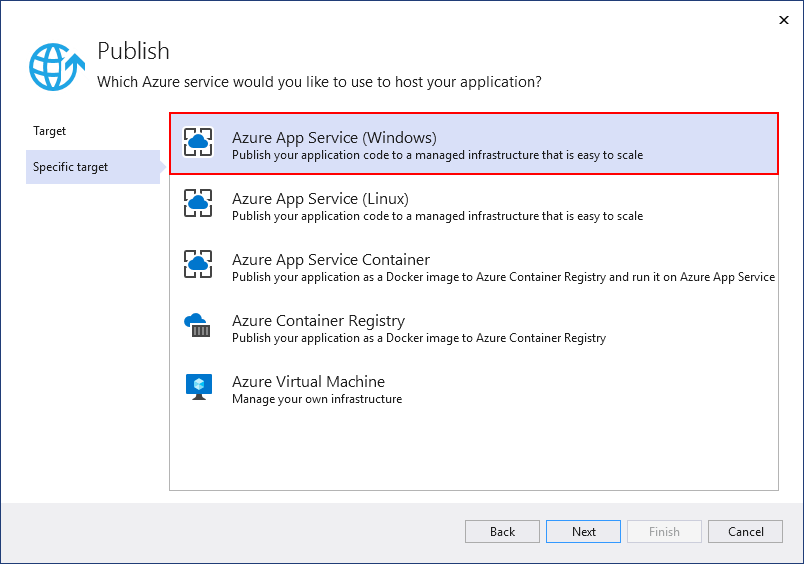 Publish
Which Azure service would you like to use to host your application?
Target
Specific target
Azure App Service (Windows)
Publish your application code to a managed infrastructure that is easy to scale
Azure App Service (Linux)
Publish your application code to a managed infrastructure that is easy to scale
Azure App Service Container
Publish your application as a Docker image to Azure Container Registry and run it on Azure App Service
Azure Container Registry
Publish your application as a Docker image to Azure Container Registry
Azure Virtual Machine
Manage your own infrastructure
Back
Next
Finish
Cancel